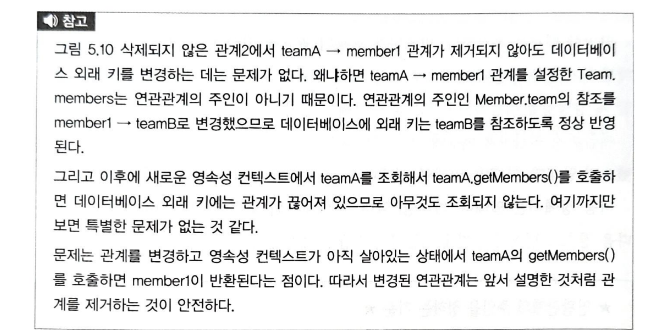 참고
그림 5.10 삭제되지 않은 관계2에서 teamA → member1 관계가 제거되지 않아도 데이터베이
스 외래 키를 변경하는 데는 문제가 없다. 왜냐하면 teamA → member1 관계를 설정한 Team.
members는 연관관계의 주인이 아니기 때문이다. 연관관계의 주인인 Member.team의 참조를
member1 → teamB로 변경했으므로 데이터베이스에 외래 키는 teamB를 참조하도록 정상 반영
된다.
그리고 이후에 새로운 영속성 컨텍스트에서 teamA를 조회해서 teamA.getMembers()를 호출하
면 데이터베이스 외래 키에는 관계가 끊어져 있으므로 아무것도 조회되지 않는다. 여기까지만
보면 특별한 문제가 없는 것 같다.
문제는 관계를 변경하고 영속성 컨텍스트가 아직 살아있는 상태에서 teamA의 getMembers()
를 호출하면 member1이 반환된다는 점이다. 따라서 변경된 연관관계는 앞서 설명한 것처럼 관
계를 제거하는 것이 안전하다.